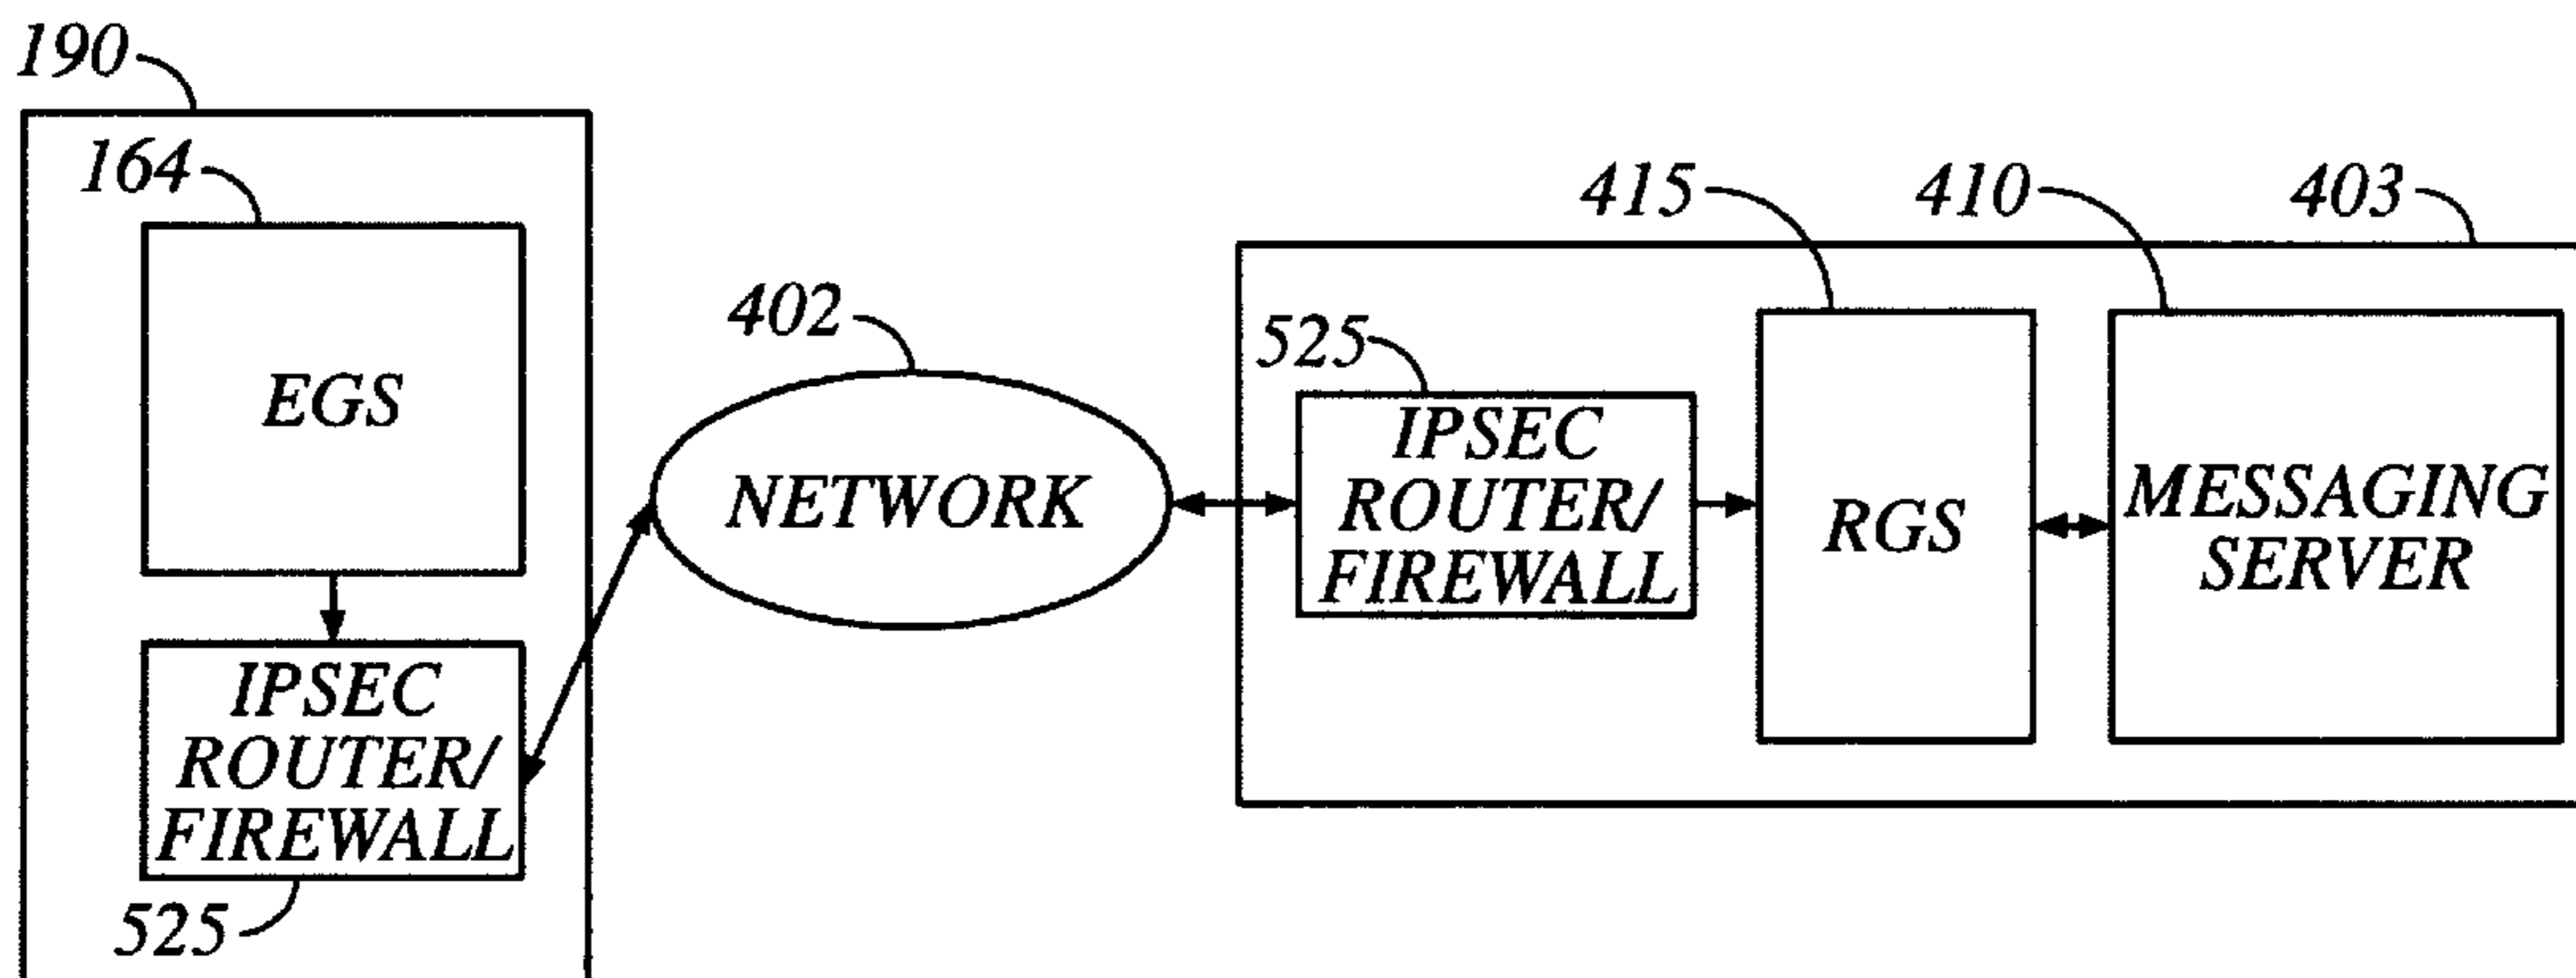 190
164
EGS
IPSEC
ROUTER/
FIREWALL
525
402
NETWORK
525
IPSEC
ROUTER/
FIREWALL
415
RGS
410
MESSAGING
SERVER
403